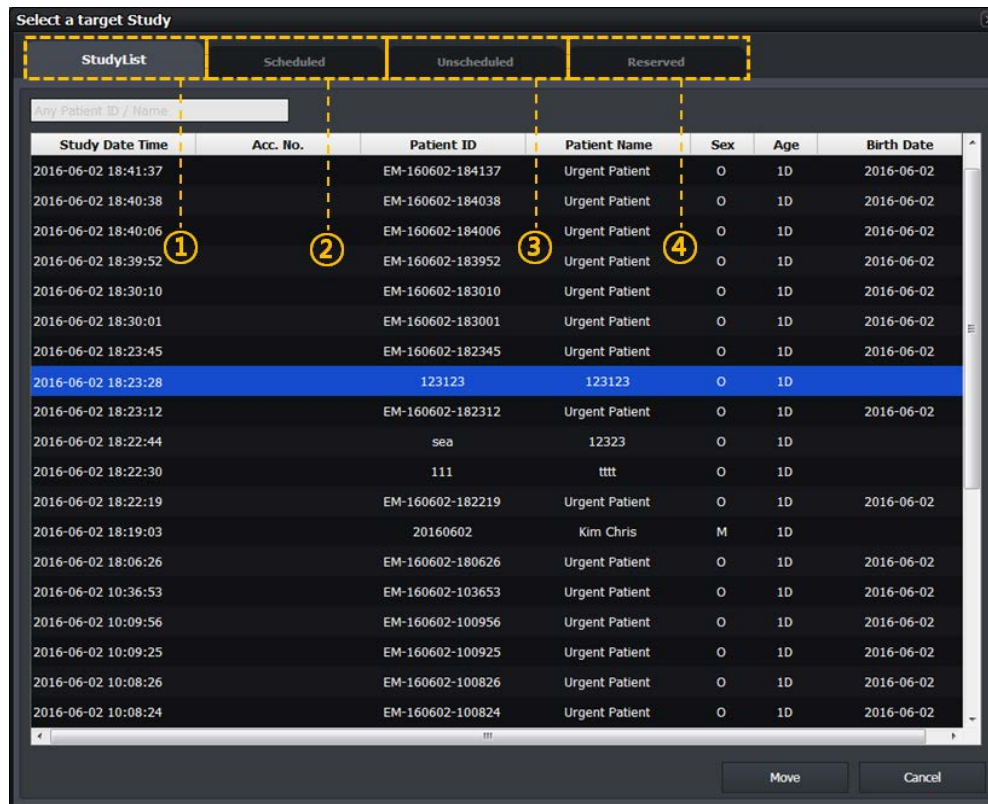 Select a target Study
StudyList Scheduled Unscheduled Reserved
Any Patient ID / Name
Study Date Time Acc. No. Patient ID Patient Name Sex Age Birth Date
2016-06-02 18:41:37 EM-160602-184137 Urgent Patient O 1D 2016-06-02
2016-06-02 18:40:38 EM-160602-184038 Urgent Patient O 1D 2016-06-02
2016-06-02 18:40:06 EM-160602-184006 Urgent Patient O 1D 2016-06-02
① ② ③ ④
2016-06-02 18:39:52 EM-160602-183952 Urgent Patient O 1D 2016-06-02
2016-06-02 18:30:10 EM-160602-183010 Urgent Patient O 1D 2016-06-02
2016-06-02 18:30:01 EM-160602-183001 Urgent Patient O 1D 2016-06-02
2016-06-02 18:23:45 EM-160602-182345 Urgent Patient O 1D 2016-06-02
2016-06-02 18:23:28 123123 123123 O 1D
2016-06-02 18:23:12 EM-160602-182312 Urgent Patient O 1D 2016-06-02
2016-06-02 18:22:44 sea 12323 O 1D
2016-06-02 18:22:30 111 tttt O 1D
2016-06-02 18:22:19 EM-160602-182219 Urgent Patient O 1D 2016-06-02
2016-06-02 18:19:03 20160602 Kim Chris M 1D
2016-06-02 18:06:26 EM-160602-180626 Urgent Patient O 1D 2016-06-02
2016-06-02 10:36:53 EM-160602-103653 Urgent Patient O 1D 2016-06-02
2016-06-02 10:09:56 EM-160602-100956 Urgent Patient O 1D 2016-06-02
2016-06-02 10:09:25 EM-160602-100925 Urgent Patient O 1D 2016-06-02
2016-06-02 10:08:26 EM-160602-100826 Urgent Patient O 1D 2016-06-02
2016-06-02 10:08:24 EM-160602-100824 Urgent Patient O 1D 2016-06-02
Move Cancel